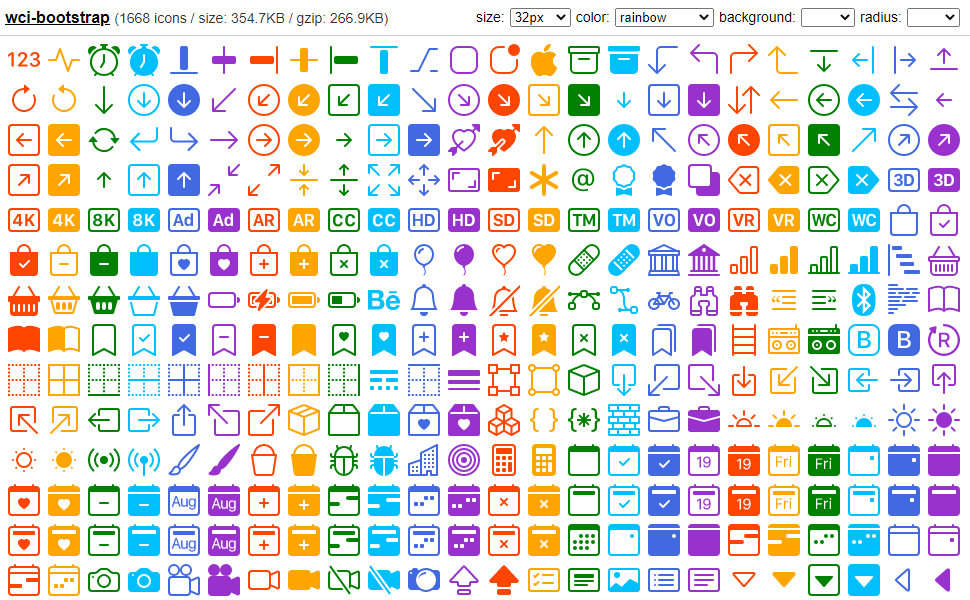 wci-bootstrap (1668 icons / size: 354.7KB / gzip: 266.9KB) size: 32px color: rainbow background: radius:
123
@ 3D 3D
4K 4K 8K 8K Ad Ad AR AR CC CC HD HD SD SD TM TM VO VO VR VR WC WC
Bē
B B R
{ } {*}
19 19 Fri Fri
Aug Aug 19 19 Fri Fri
Aug Aug